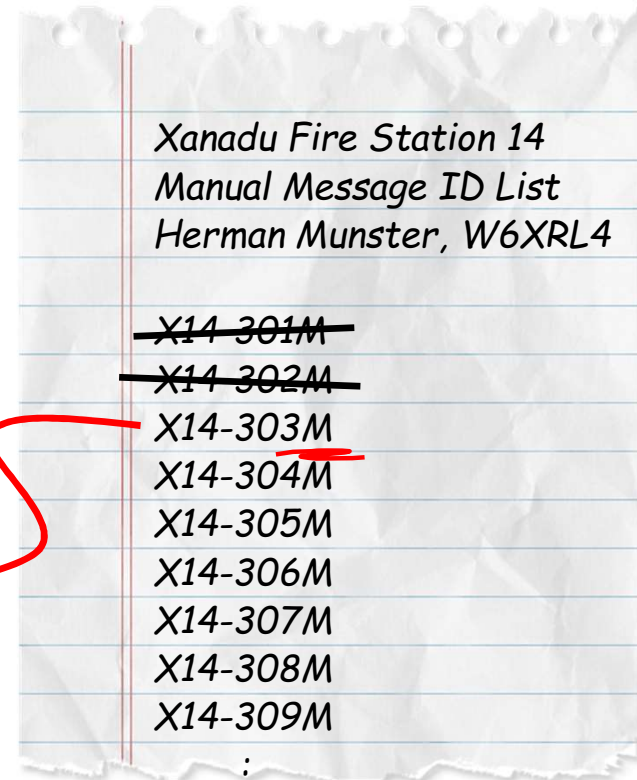 Xanadu Fire Station 14
Manual Message ID List
Herman Munster, W6XRL4
X14-301M
X14-302M
X14-303M
X14-304M
X14-305M
X14-306M
X14-307M
X14-308M
X14-309M
: